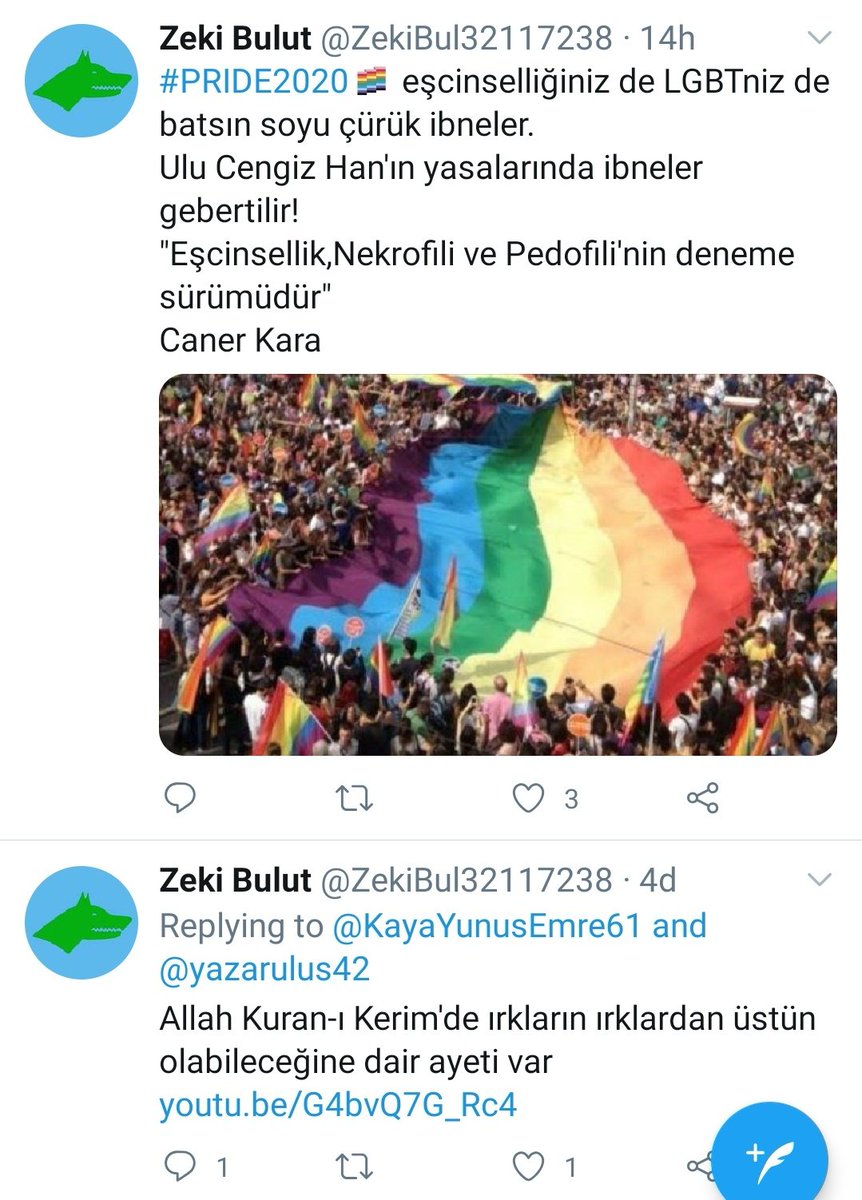 Zeki Bulut @ZekiBul32117238 · 14h
#PRIDE2020 eşcinselliğiniz de LGBTniz de
batsın soyu çürük ibneler.
Ulu Cengiz Han'ın yasalarında ibneler
gebertilir!
"Eşcinsellik,Nekrofili ve Pedofili'nin deneme
sürümüdür"
Caner Kara
3
Zeki Bulut @ZekiBul32117238 · 4d
Replying to @KayaYunusEmre61 and
@yazarulus42
Allah Kuran-ı Kerim'de ırkların ırklardan üstün
olabileceğine dair ayeti var
youtu.be/G4bvQ7G_Rc4
1 1